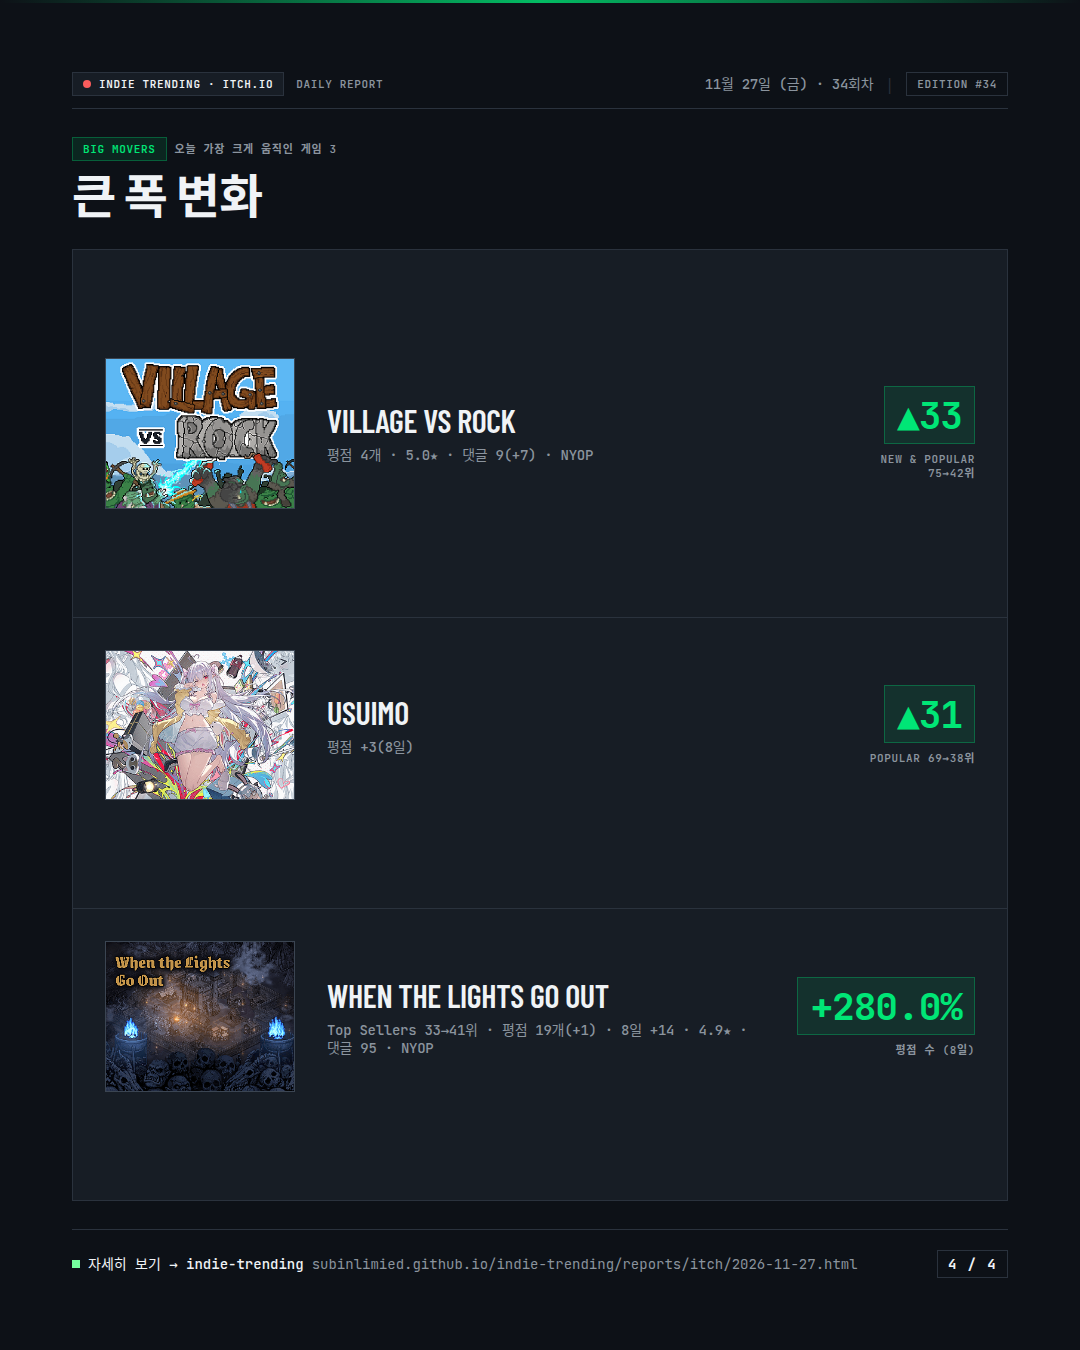 INDIE TRENDING · ITCH.IO DAILY REPORT
11월 27일 (금) · 34회차 | EDITION #34
BIG MOVERS 오늘 가장 크게 움직인 게임 3
큰 폭 변화
VILLAGE
VS ROCK
VILLAGE VS ROCK
평점 4개 · 5.0★ · 댓글 9(+7) · NYOP
▲33
NEW & POPULAR
75→42위
USUIMO
평점 +3(8일)
▲31
POPULAR 69→38위
When the Lights
Go Out
WHEN THE LIGHTS GO OUT
Top Sellers 33→41위 · 평점 19개(+1) · 8일 +14 · 4.9★ ·
댓글 95 · NYOP
+280.0%
평점 수 (8일)
자세히 보기 → indie-trending subinlimied.github.io/indie-trending/reports/itch/2026-11-27.html
4 / 4